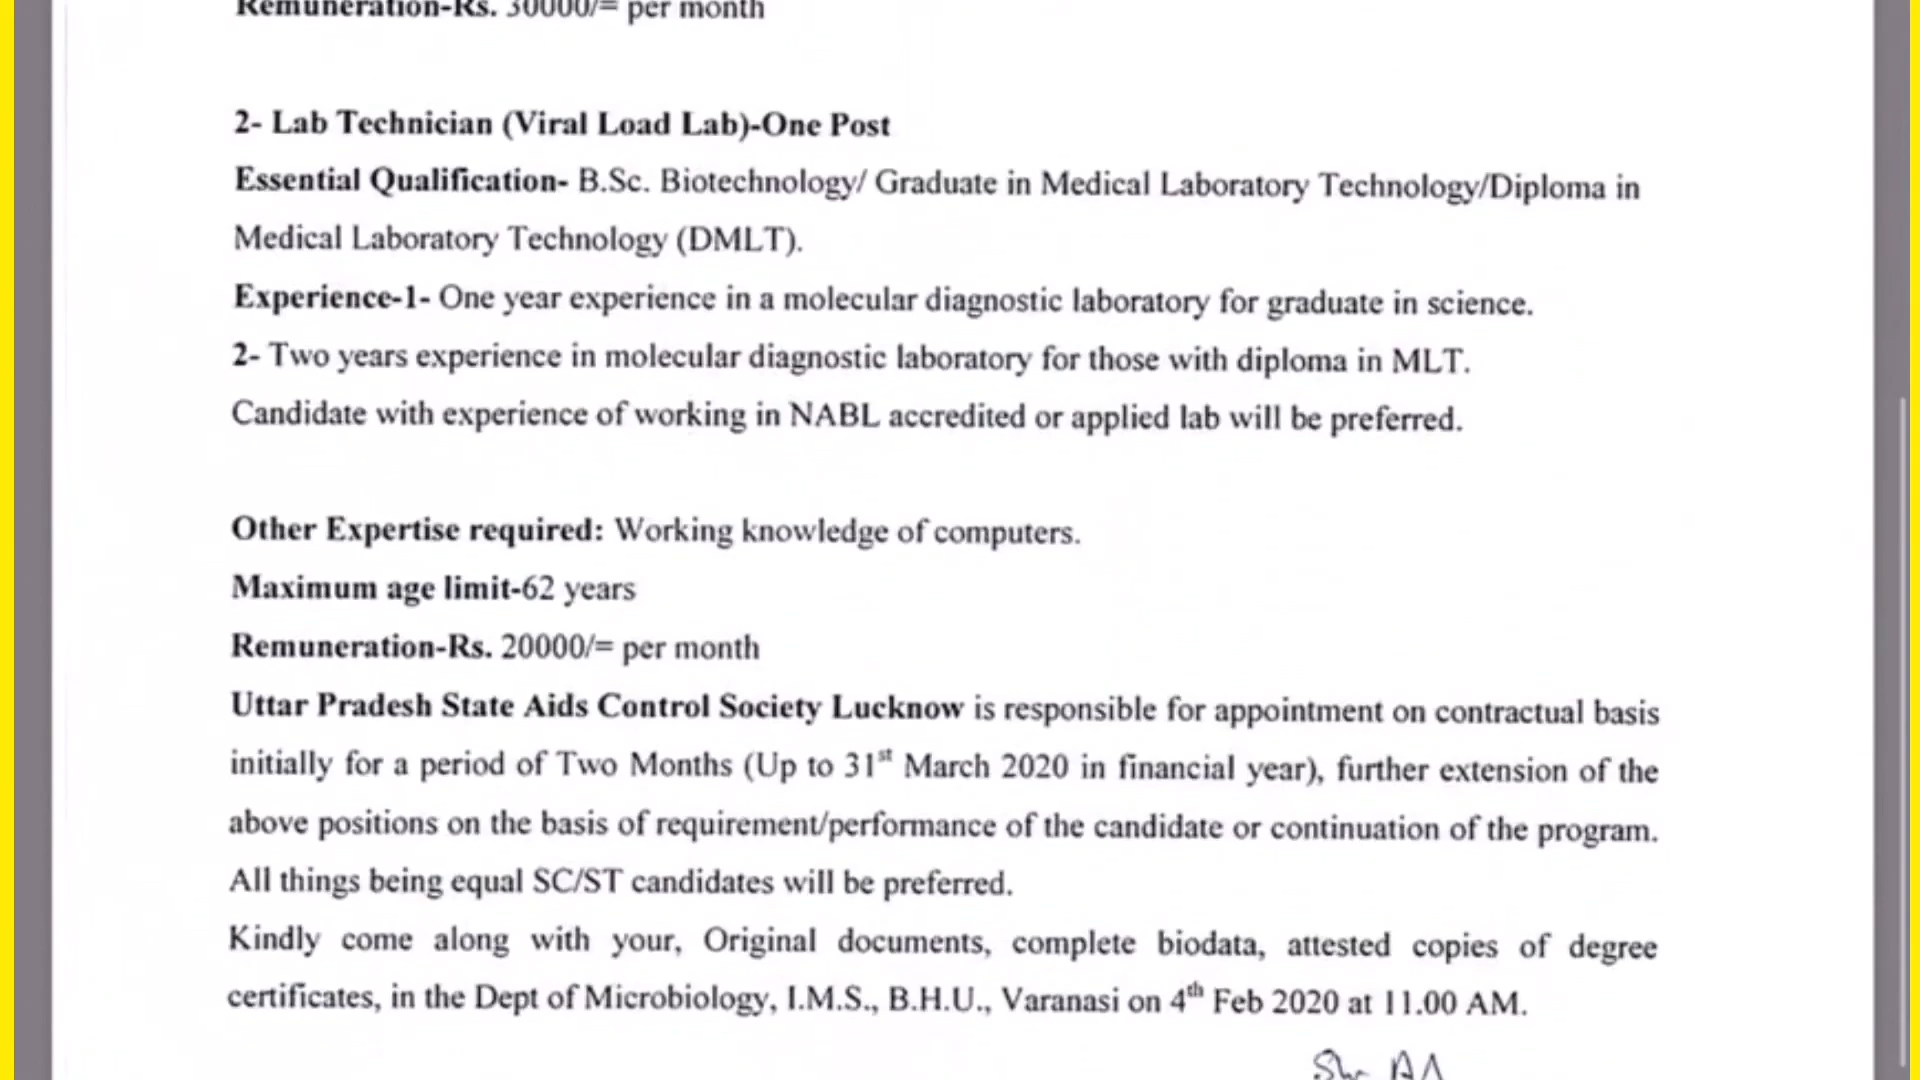 Remuneration-Rs. 30000/= per month
2- Lab Technician (Viral Load Lab)-One Post
Essential Qualification- B.Sc. Biotechnology/ Graduate in Medical Laboratory Technology/Diploma in
Medical Laboratory Technology (DMLT).
Experience-1- One year experience in a molecular diagnostic laboratory for graduate in science.
2- Two years experience in molecular diagnostic laboratory for those with diploma in MLT.
Candidate with experience of working in NABL accredited or applied lab will be preferred.
Other Expertise required: Working knowledge of computers.
Maximum age limit-62 years
Remuneration-Rs. 20000/= per month
Uttar Pradesh State Aids Control Society Lucknow is responsible for appointment on contractual basis
initially for a period of Two Months (Up to 31st March 2020 in financial year), further extension of the
above positions on the basis of requirement/performance of the candidate or continuation of the program.
All things being equal SC/ST candidates will be preferred.
Kindly come along with your, Original documents, complete biodata, attested copies of degree
certificates, in the Dept of Microbiology, I.M.S., B.H.U., Varanasi on 4th Feb 2020 at 11.00 AM.